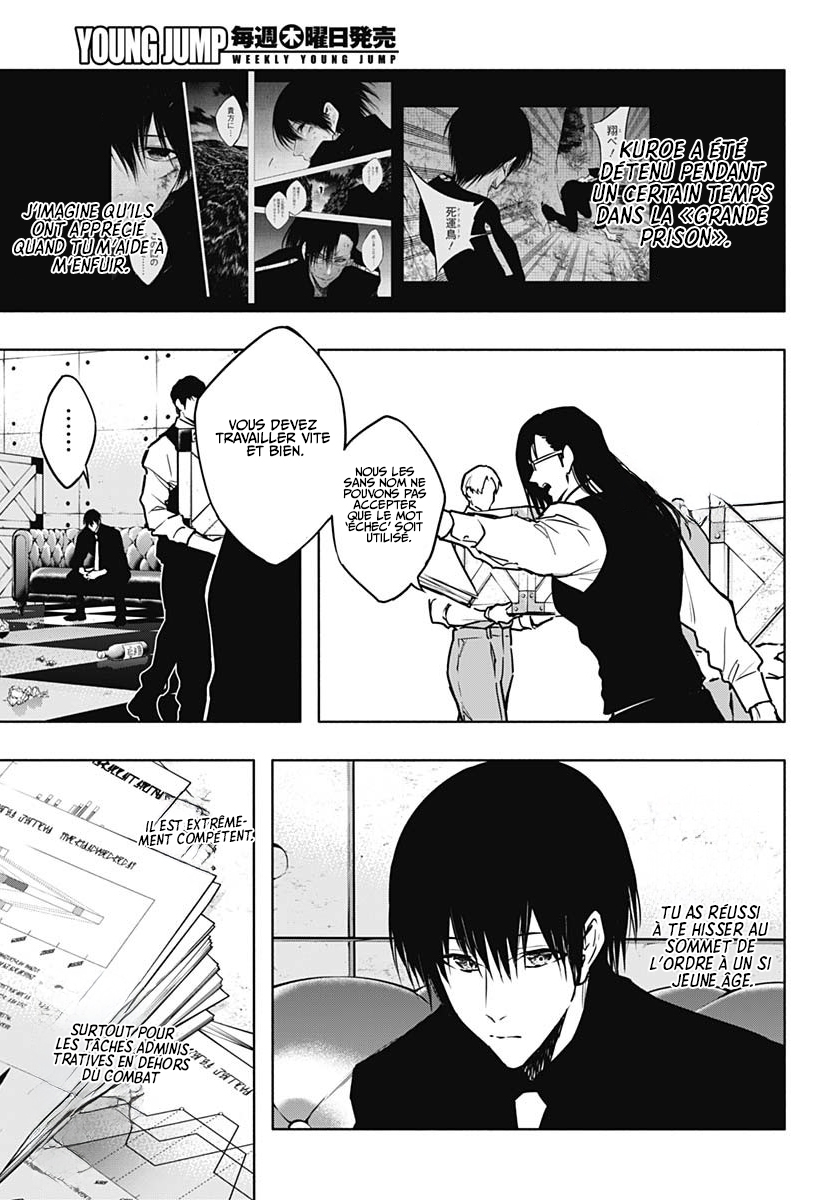 YOUNG JUMP 毎週木曜日発売
WEEKLY YOUNG JUMP
KUROE A ÉTÉ
DÉTENU PENDANT
UN CERTAIN TEMPS
DANS LA «GRANDE
PRISON».
翔べ!
死運鳥!
貴方に…
J'IMAGINE QU'ILS
ONT APPRÉCIÉ
QUAND TU M'AIDE À
M'ENFUIR.
NOUS LES
SANS NOM NE
POUVONS PAS
ACCEPTER
QUE LE MOT
'ÉCHEC' SOIT
UTILISÉ.
VOUS DEVEZ
TRAVAILLER VITE
ET BIEN.
……
TU AS RÉUSSI
À TE HISSER AU
SOMMET DE
L'ORDRE À UN SI
JEUNE ÂGE.
IL EST EXTRÊME-
MENT COMPÉTENT,
SURTOUT POUR
LES TÂCHES ADMINIS-
TRATIVES EN DEHORS
DU COMBAT